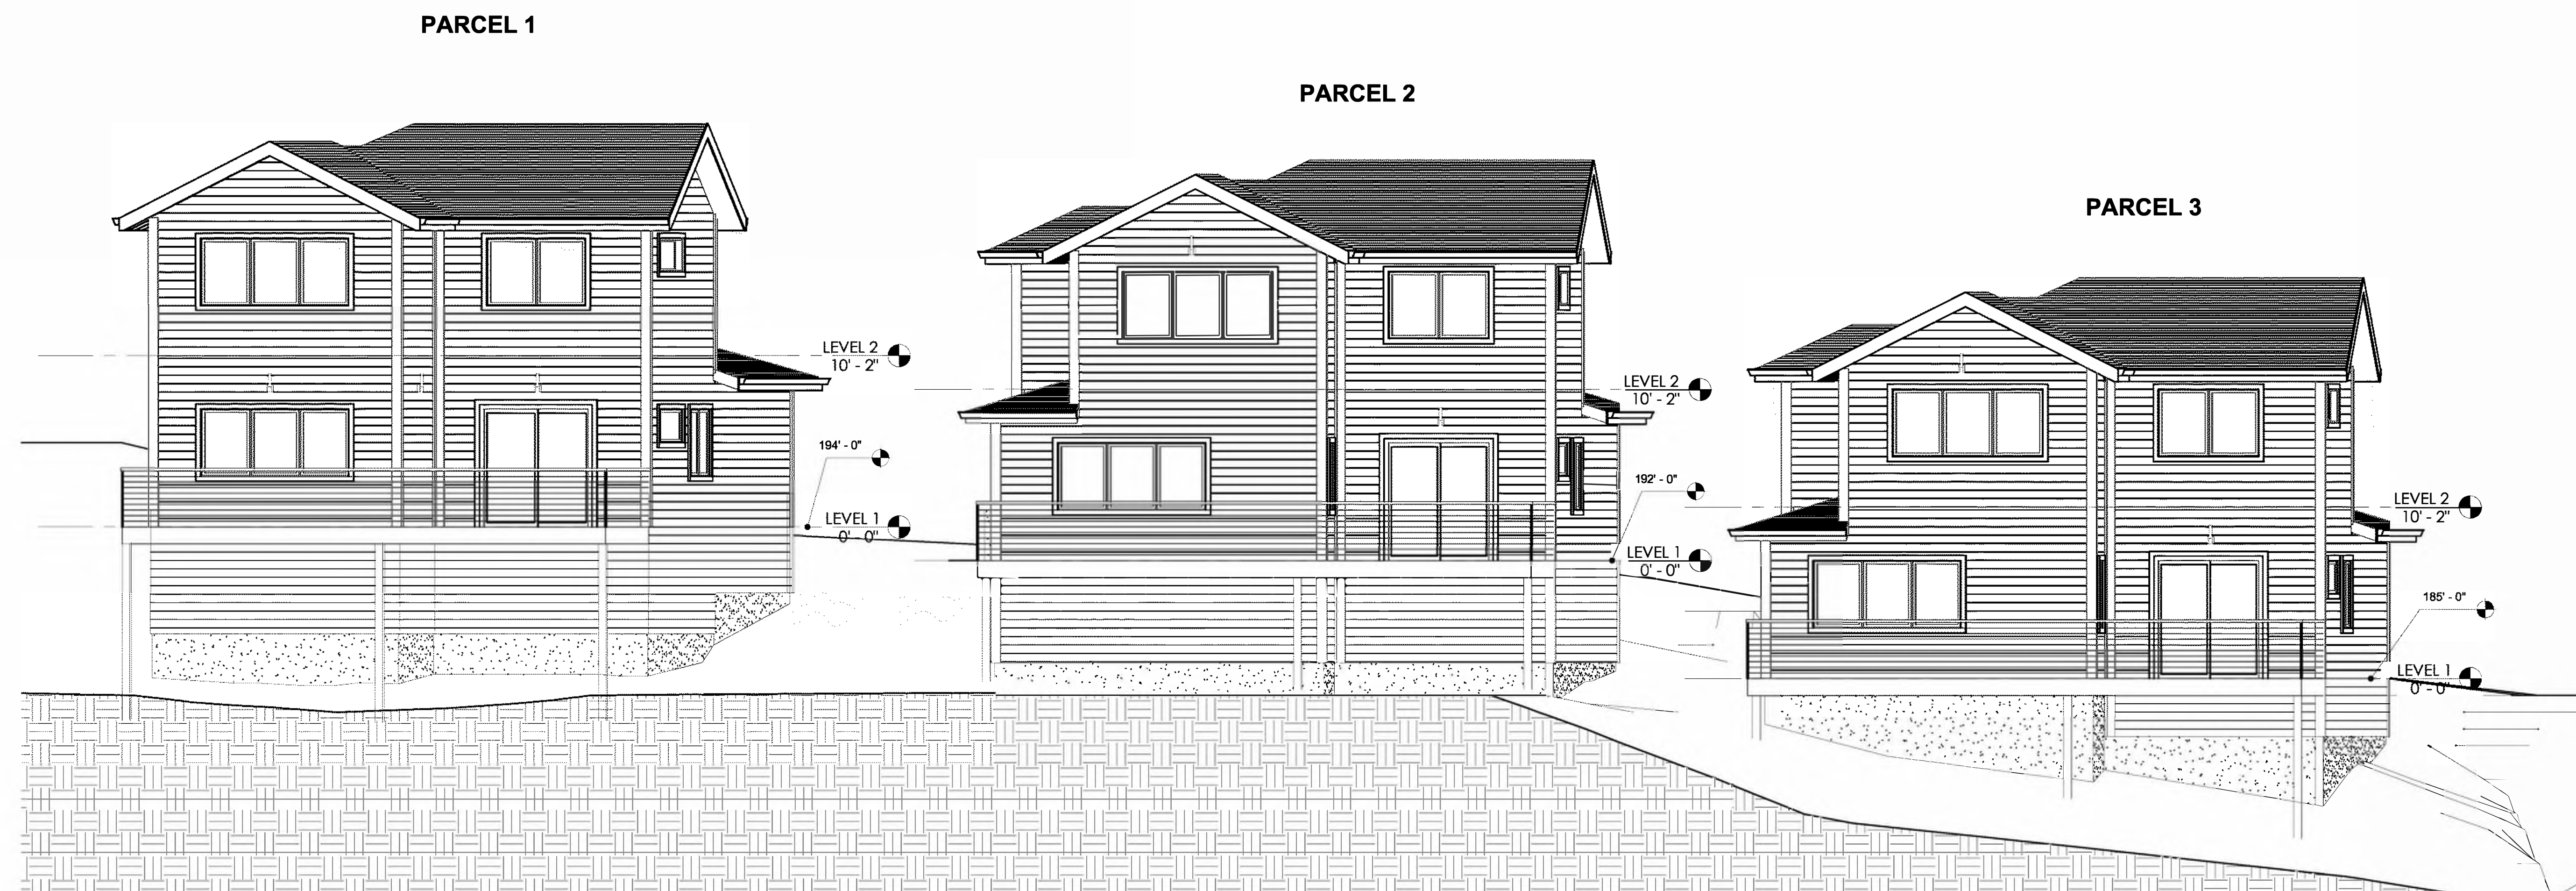 PARCEL 1
PARCEL 2
PARCEL 3
LEVEL 2
10' - 2"
194' - 0"
LEVEL 1
0' - 0"
LEVEL 2
10' - 2"
192' - 0"
LEVEL 1
0' - 0"
LEVEL 2
10' - 2"
185' - 0"
LEVEL 1
0' - 0"